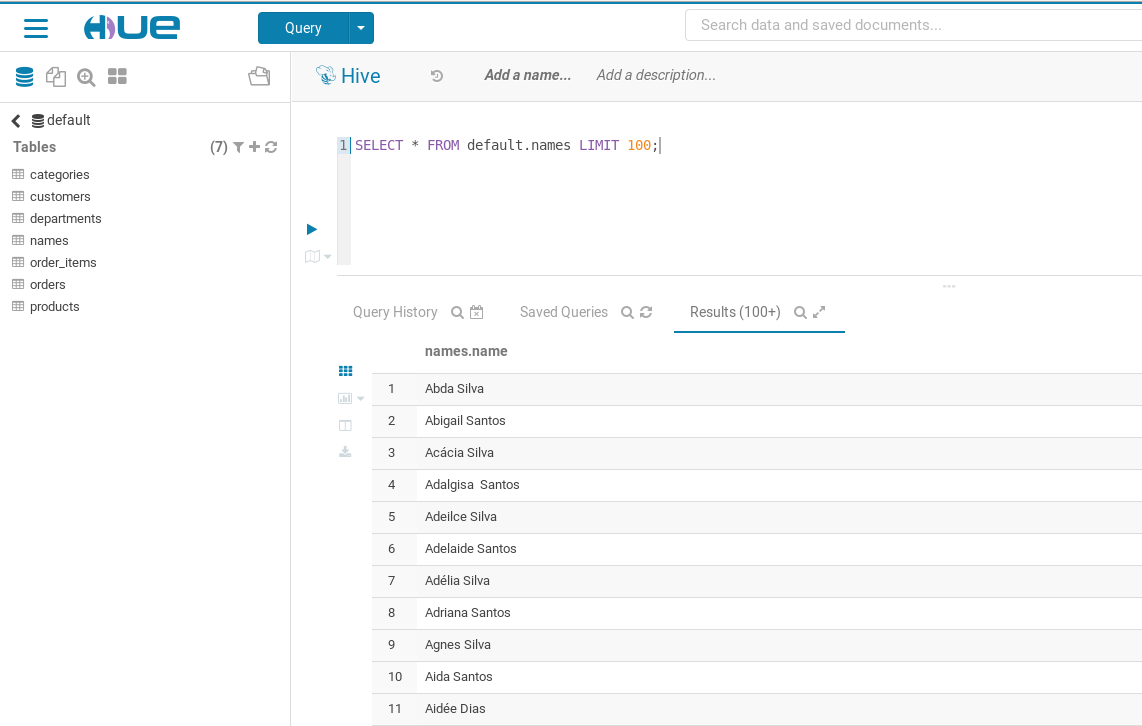 HUE
Query
Search data and saved documents...
Hive
Add a name...
Add a description...
default
Tables
(7)
categories
customers
departments
names
order_items
orders
products
1 SELECT * FROM default.names LIMIT 100;
Query History
Saved Queries
Results (100+)
names.name
1 Abda Silva
2 Abigail Santos
3 Acácia Silva
4 Adalgisa  Santos
5 Adeilce Silva
6 Adelaide Santos
7 Adélia Silva
8 Adriana Santos
9 Agnes Silva
10 Aida Santos
11 Aidée Dias